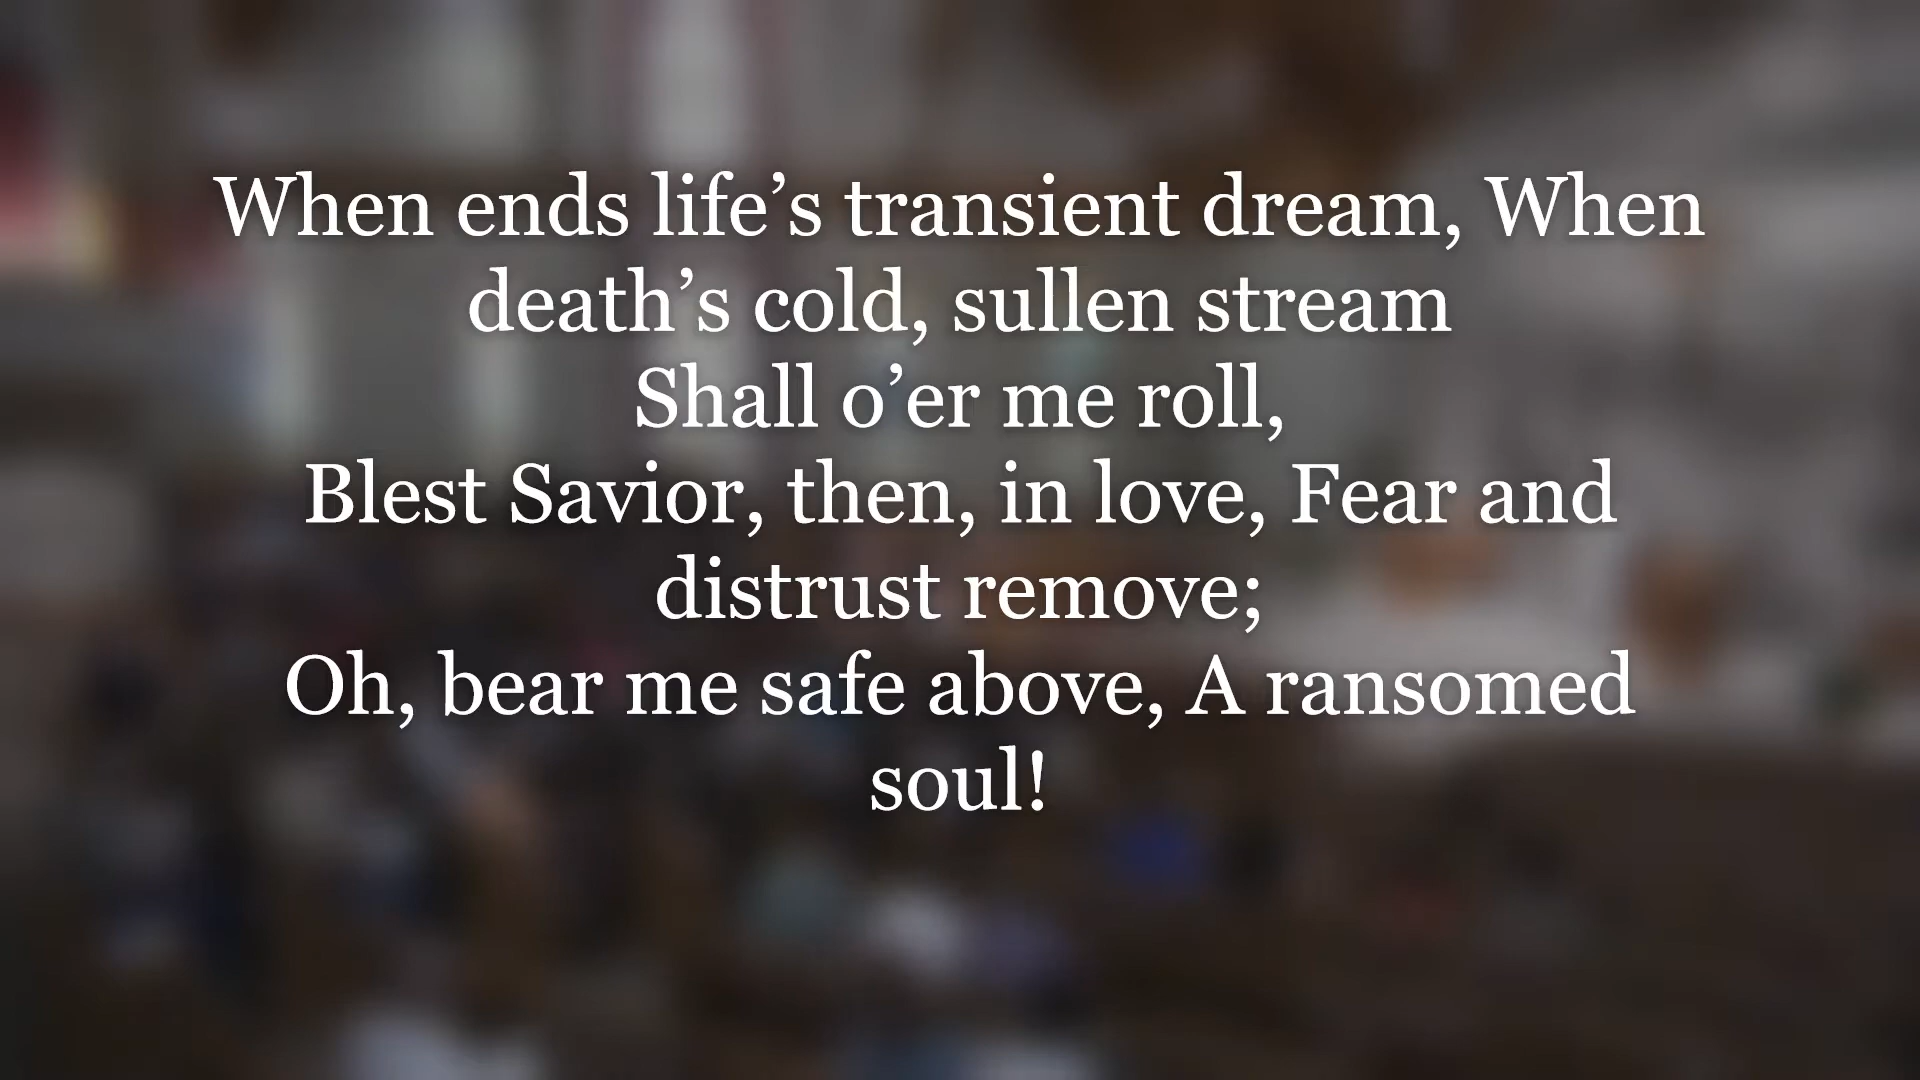 When ends life’s transient dream, When
death’s cold, sullen stream
Shall o’er me roll,
Blest Savior, then, in love, Fear and
distrust remove;
Oh, bear me safe above, A ransomed
soul!